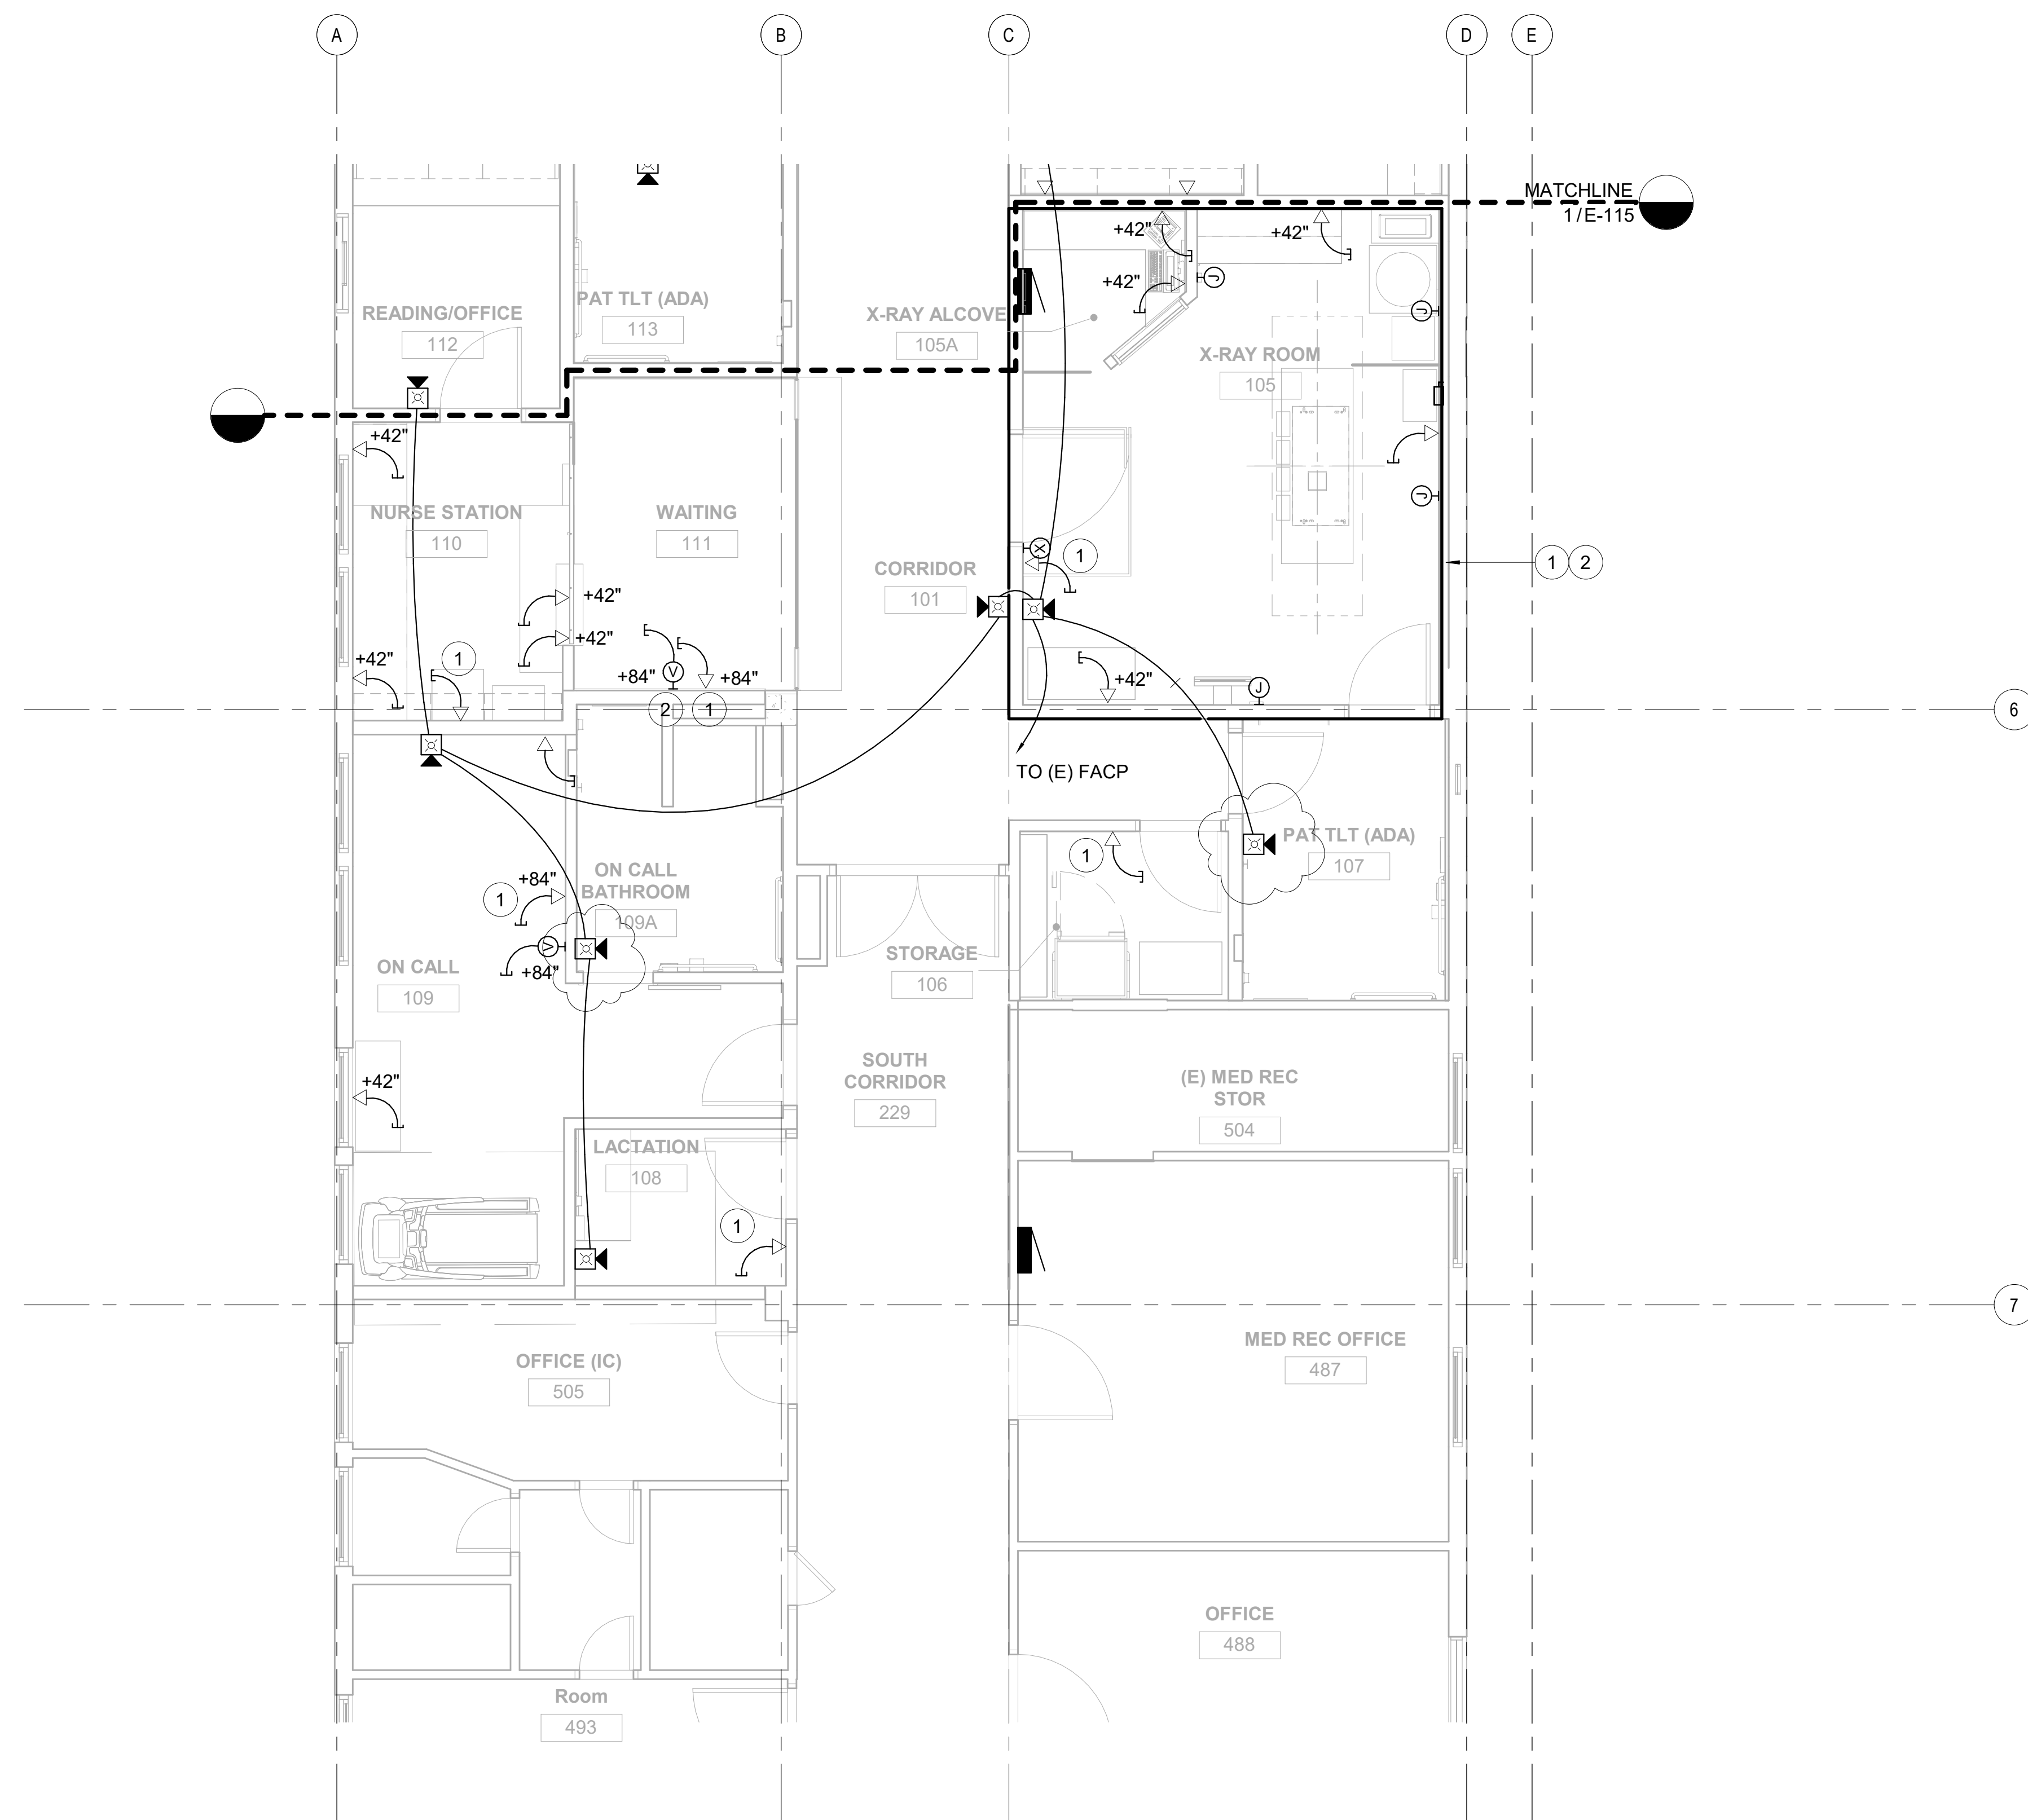 A
B
C
D
E
MATCHLINE
1/E-115
+42"
+42"
+42"
J
READING/OFFICE
112
PAT TLT (ADA)
113
X-RAY ALCOVE
105A
J
X-RAY ROOM
105
+42"
J
NURSE STATION
110
WAITING
111
X
1
CORRIDOR
101
1
2
+42"
+42"
+42"
1
+84"
V
+84"
+42"
J
2
1
6
TO (E) FACP
PAT TLT (ADA)
107
1
ON CALL
BATHROOM
109A
+84"
1
V
+84"
ON CALL
109
STORAGE
106
SOUTH
CORRIDOR
229
(E) MED REC
STOR
504
+42"
LACTATION
108
1
7
OFFICE (IC)
505
MED REC OFFICE
487
OFFICE
488
Room
493